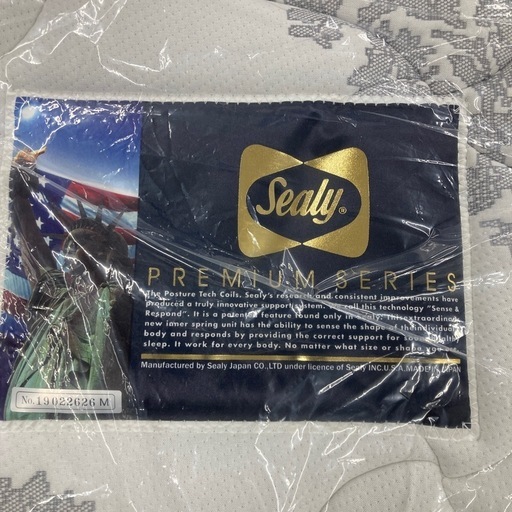 Sealy®
PREMIUM SERIES
The Posture Tech Coils. Sealy's research and consistent improvements have
produced a truly innovative support system. We call this technology "Sense &
Respond". It is a patented feature found only in Sealy. This extraordinary
new imer spring unit has the ability to sense the shape of the individual
body and responds by providing the correct support for sound healthy
sleep. It work for every body. No matter what size or shape you
Manufactured by Sealy Japan CO.,LTD under licence of Sealy INC.U.S.A.MADE IN JAPAN
No.19022626 M